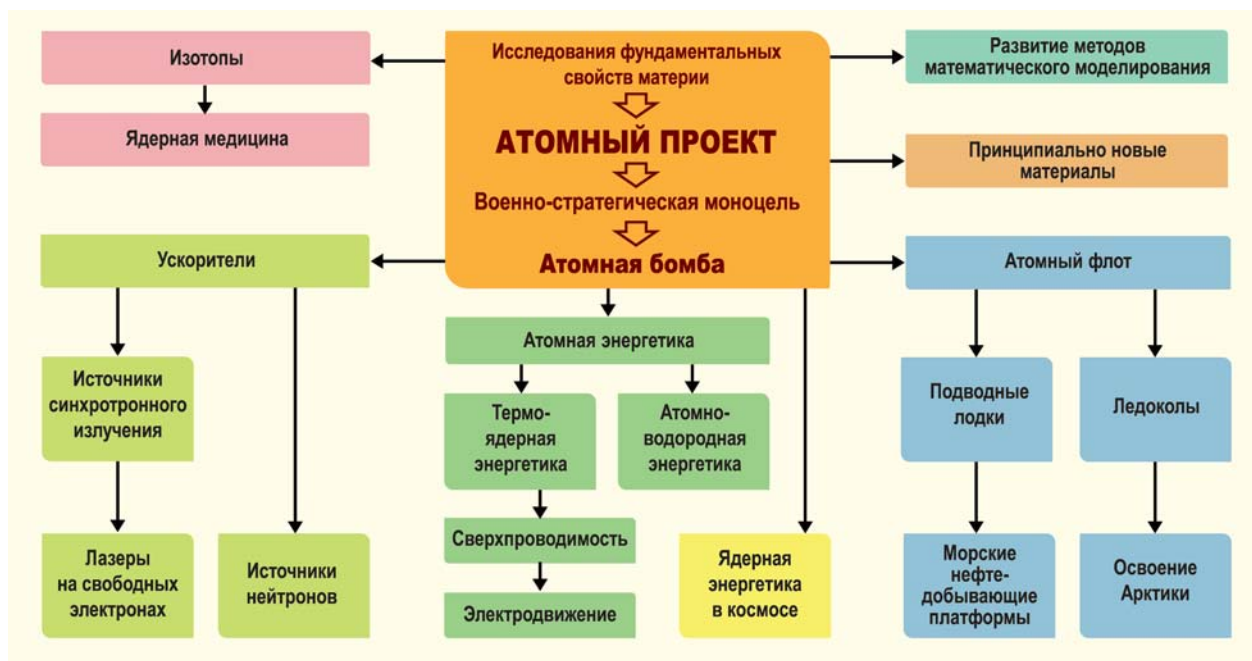 Изотопы
Ядерная медицина
Исследования фундаментальных
свойств материи
АТОМНЫЙ ПРОЕКТ
Военно-стратегическая моноцель
Атомная бомба
Развитие методов
математического моделирования
Принципиально новые
материалы
Ускорители
Источники
синхротронного
излучения
Лазеры
на свободных
электронах
Источники
нейтронов
Атомная энергетика
Термо-
ядерная
энергетика
Атомно-
водородная
энергетика
Сверхпроводимость
Электродвижение
Ядерная
энергетика
в космосе
Атомный флот
Подводные
лодки
Ледоколы
Морские
нефте-
добывающие
платформы
Освоение
Арктики